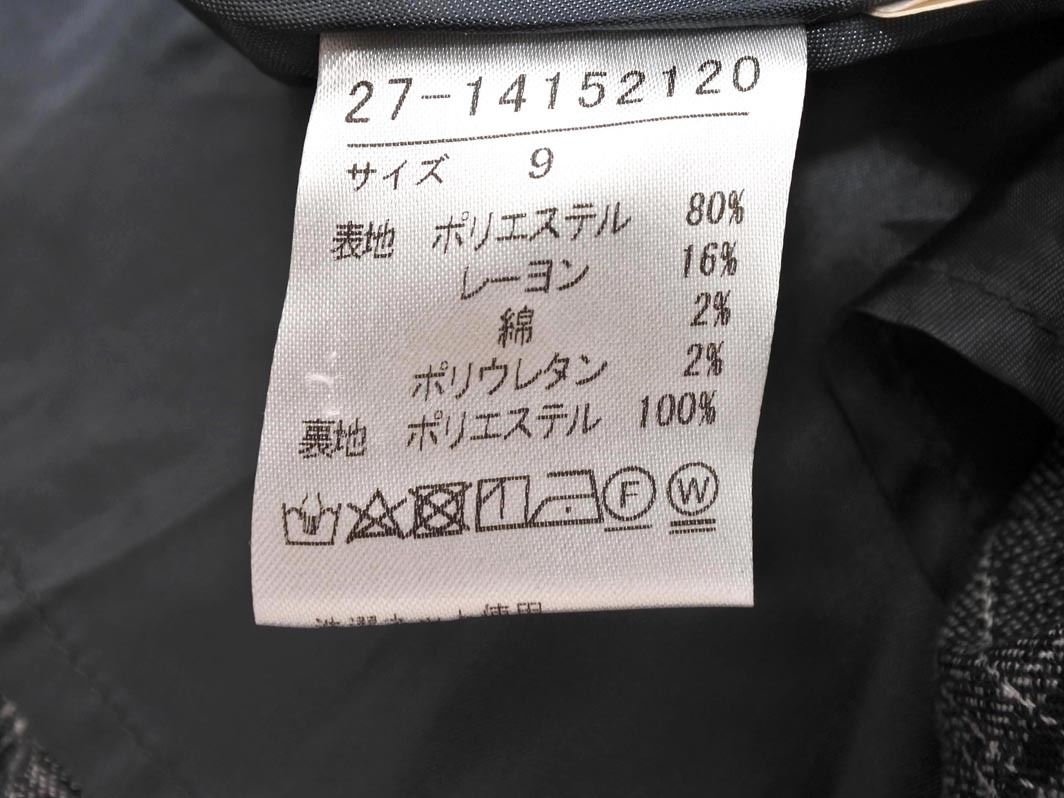 27-14152120
サイズ 9
表地 ポリエステル 80%
レーヨン 16%
綿 2%
ポリウレタン 2%
裏地 ポリエステル 100%
F W
使用